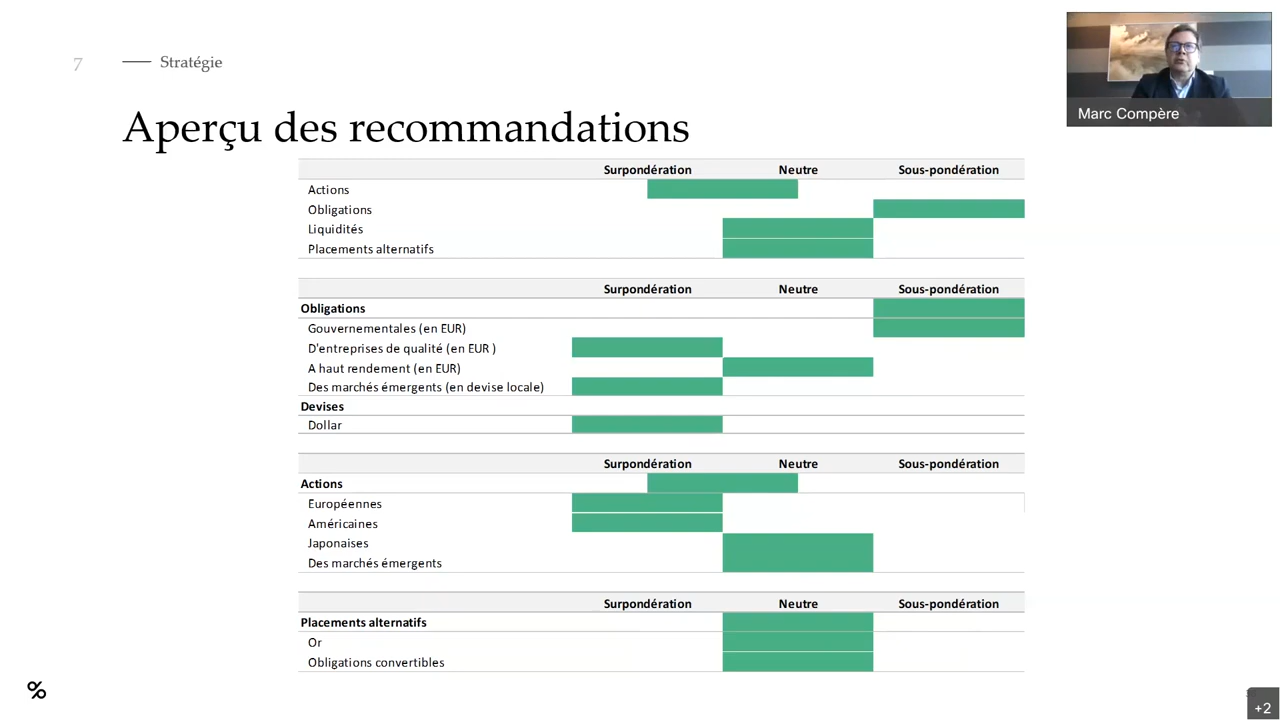 7 Stratégie
Marc Compère
Aperçu des recommandations
Surpondération Neutre Sous-pondération
Actions
Obligations
Liquidités
Placements alternatifs
Surpondération Neutre Sous-pondération
Obligations
Gouvernementales (en EUR)
D'entreprises de qualité (en EUR )
A haut rendement (en EUR)
Des marchés émergents (en devise locale)
Devises
Dollar
Surpondération Neutre Sous-pondération
Actions
Européennes
Américaines
Japonaises
Des marchés émergents
Surpondération Neutre Sous-pondération
Placements alternatifs
Or
Obligations convertibles
%
+2